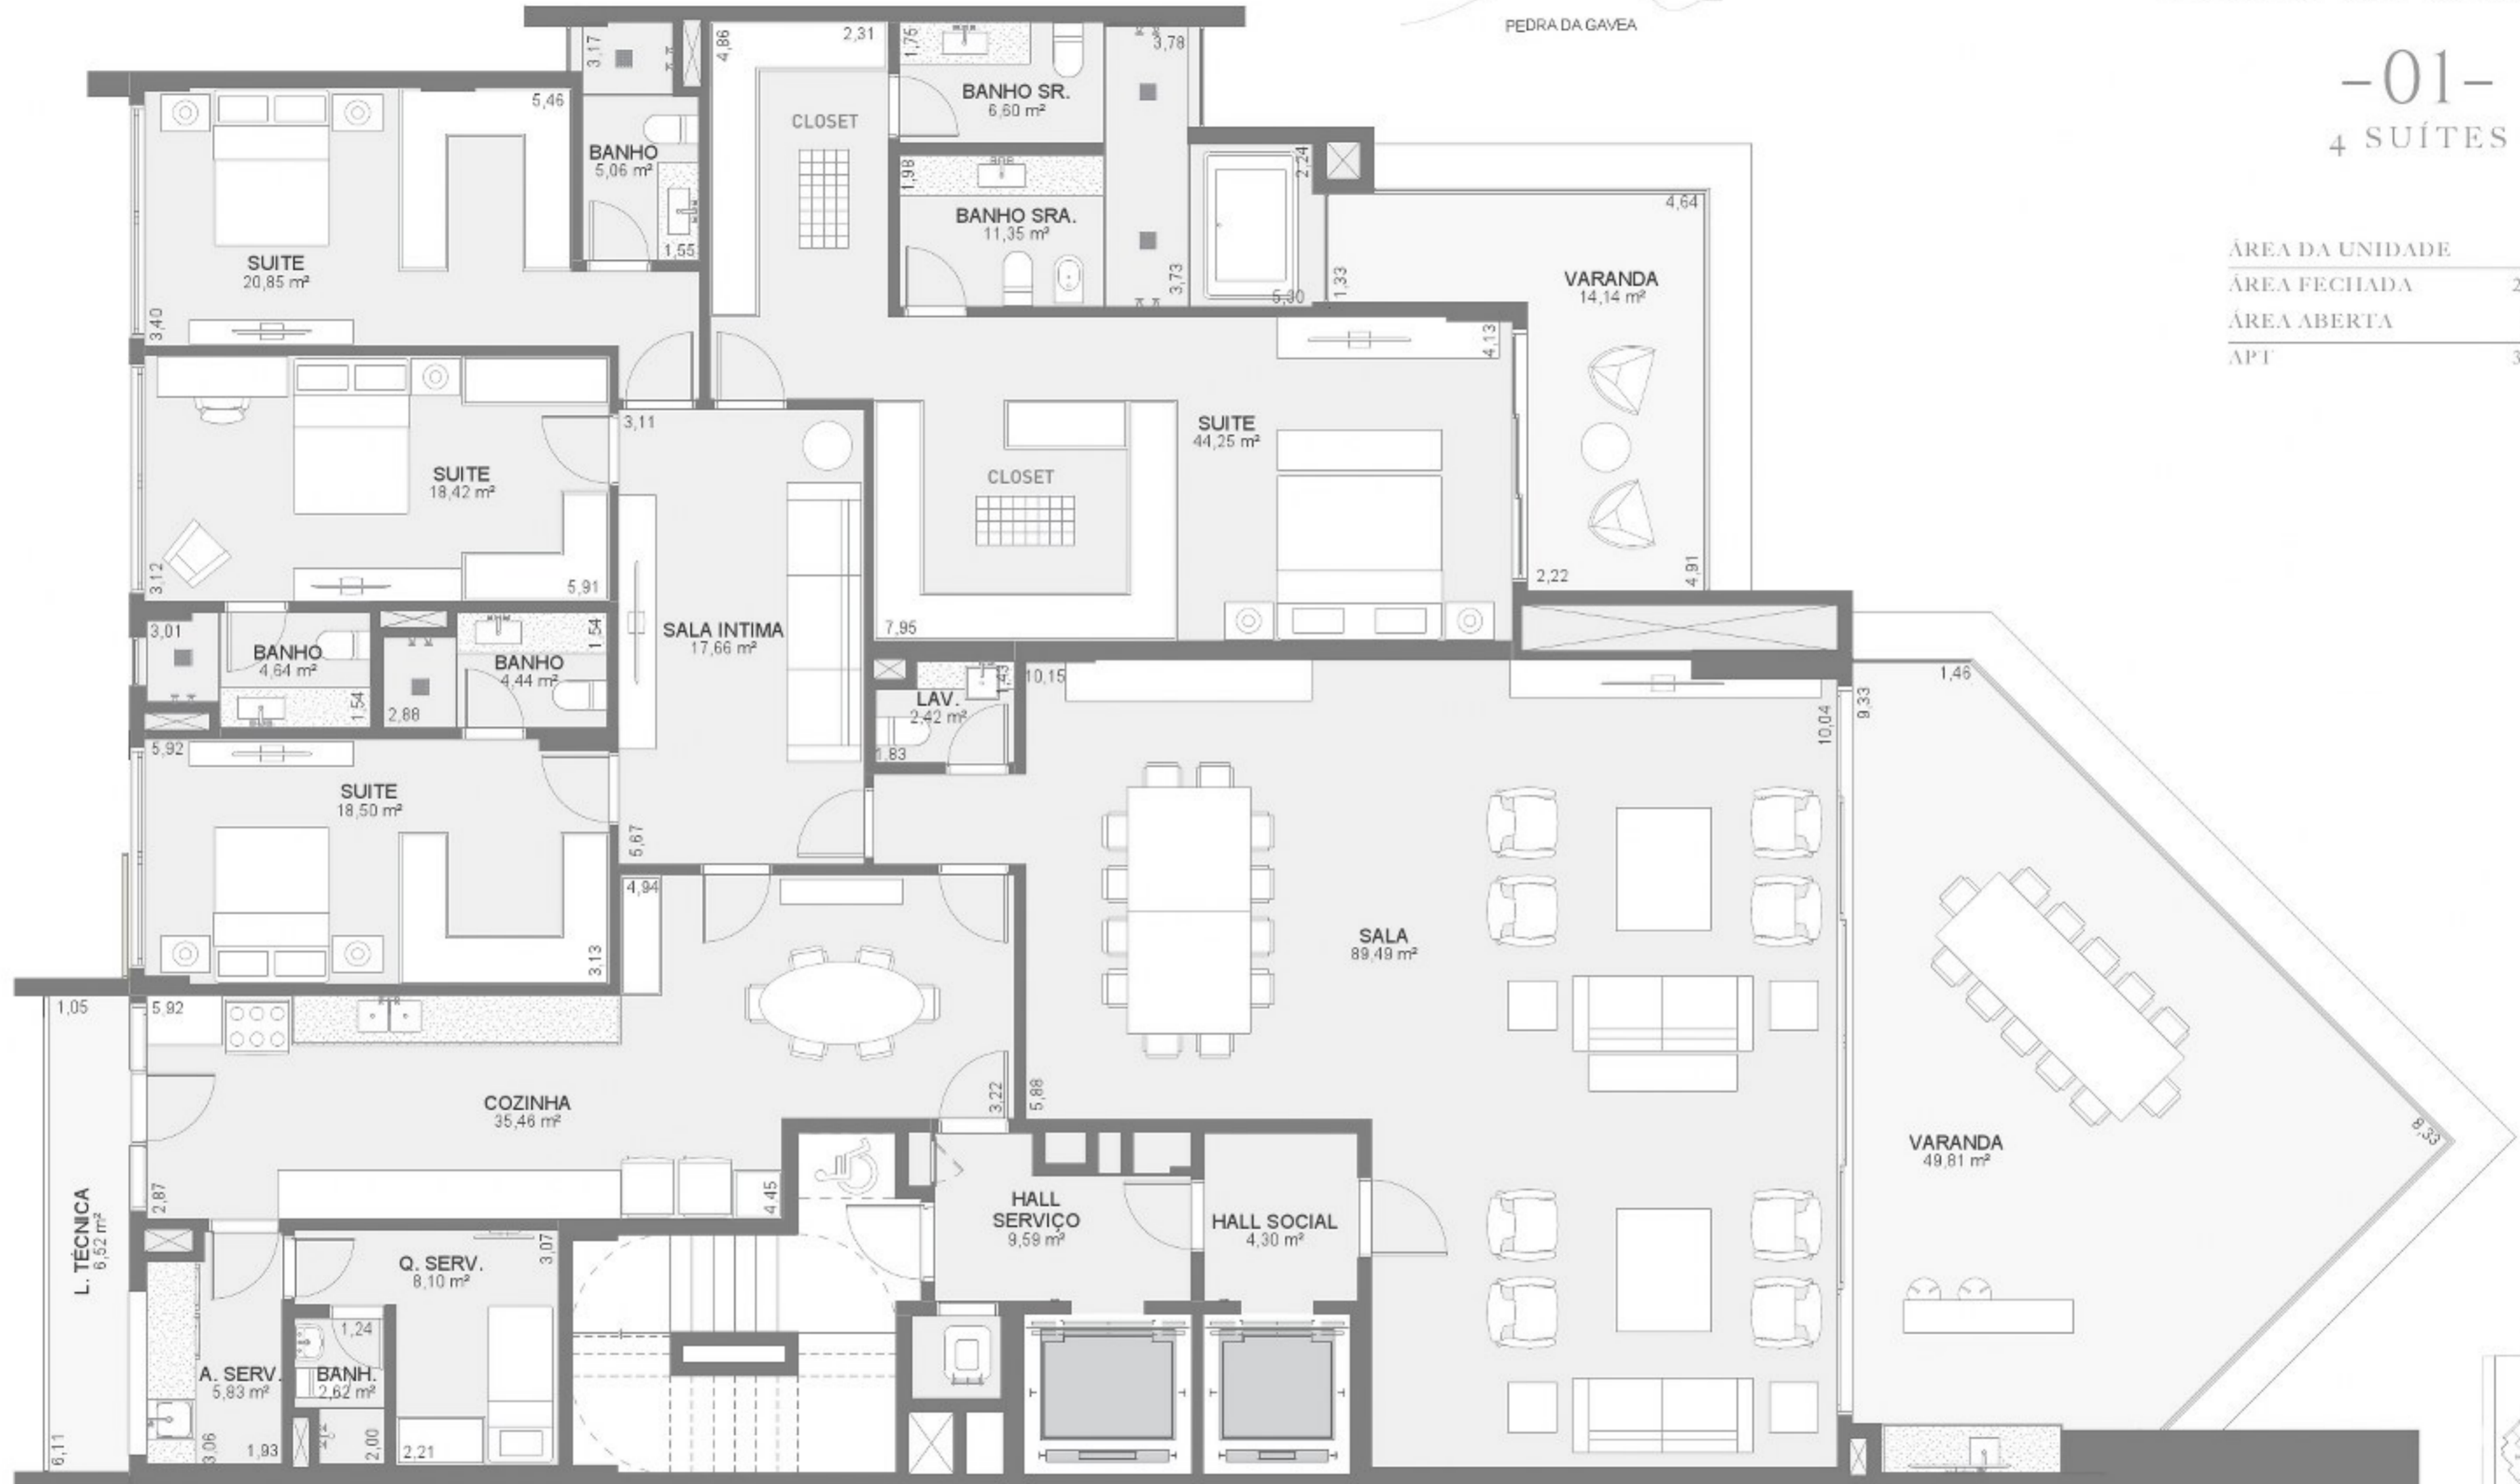 PEDRA DA GAVEA
-01-
4 SUÍTES
ÁREA DA UNIDADE
ÁREA FECHADA 2
ÁREA ABERTA
APT 3
3,17
4,86
2,31
1,75
3,78
BANHO SR.
6,60 m²
5,46
CLOSET
BANHO
5,06 m²
1,55
1,98
BANHO SRA.
11,35 m²
3,73
2,24
5,30
1,33
4,64
VARANDA
14,14 m²
SUITE
20,85 m²
3,40
4,13
3,11
SUITE
44,25 m²
CLOSET
SUITE
18,42 m²
3,12
5,91
2,22
4,91
7,95
3,01
BANHO
4,64 m²
1,54
BANHO
4,44 m²
1,54
2,88
SALA INTIMA
17,66 m²
LAV.
2,42 m²
1,43
1,83
10,15
10,04
9,33
1,46
5,92
SUITE
18,50 m²
5,67
4,94
3,13
SALA
89,49 m²
1,05
5,92
COZINHA
35,46 m²
3,22
5,88
8,33
VARANDA
49,81 m²
2,87
4,45
L. TÉCNICA
6,52 m²
6,11
HALL
SERVIÇO
9,59 m²
HALL SOCIAL
4,30 m²
Q. SERV.
8,10 m²
3,07
1,24
A. SERV.
5,83 m²
BANH.
2,62 m²
3,06
1,93
2,00
2,21